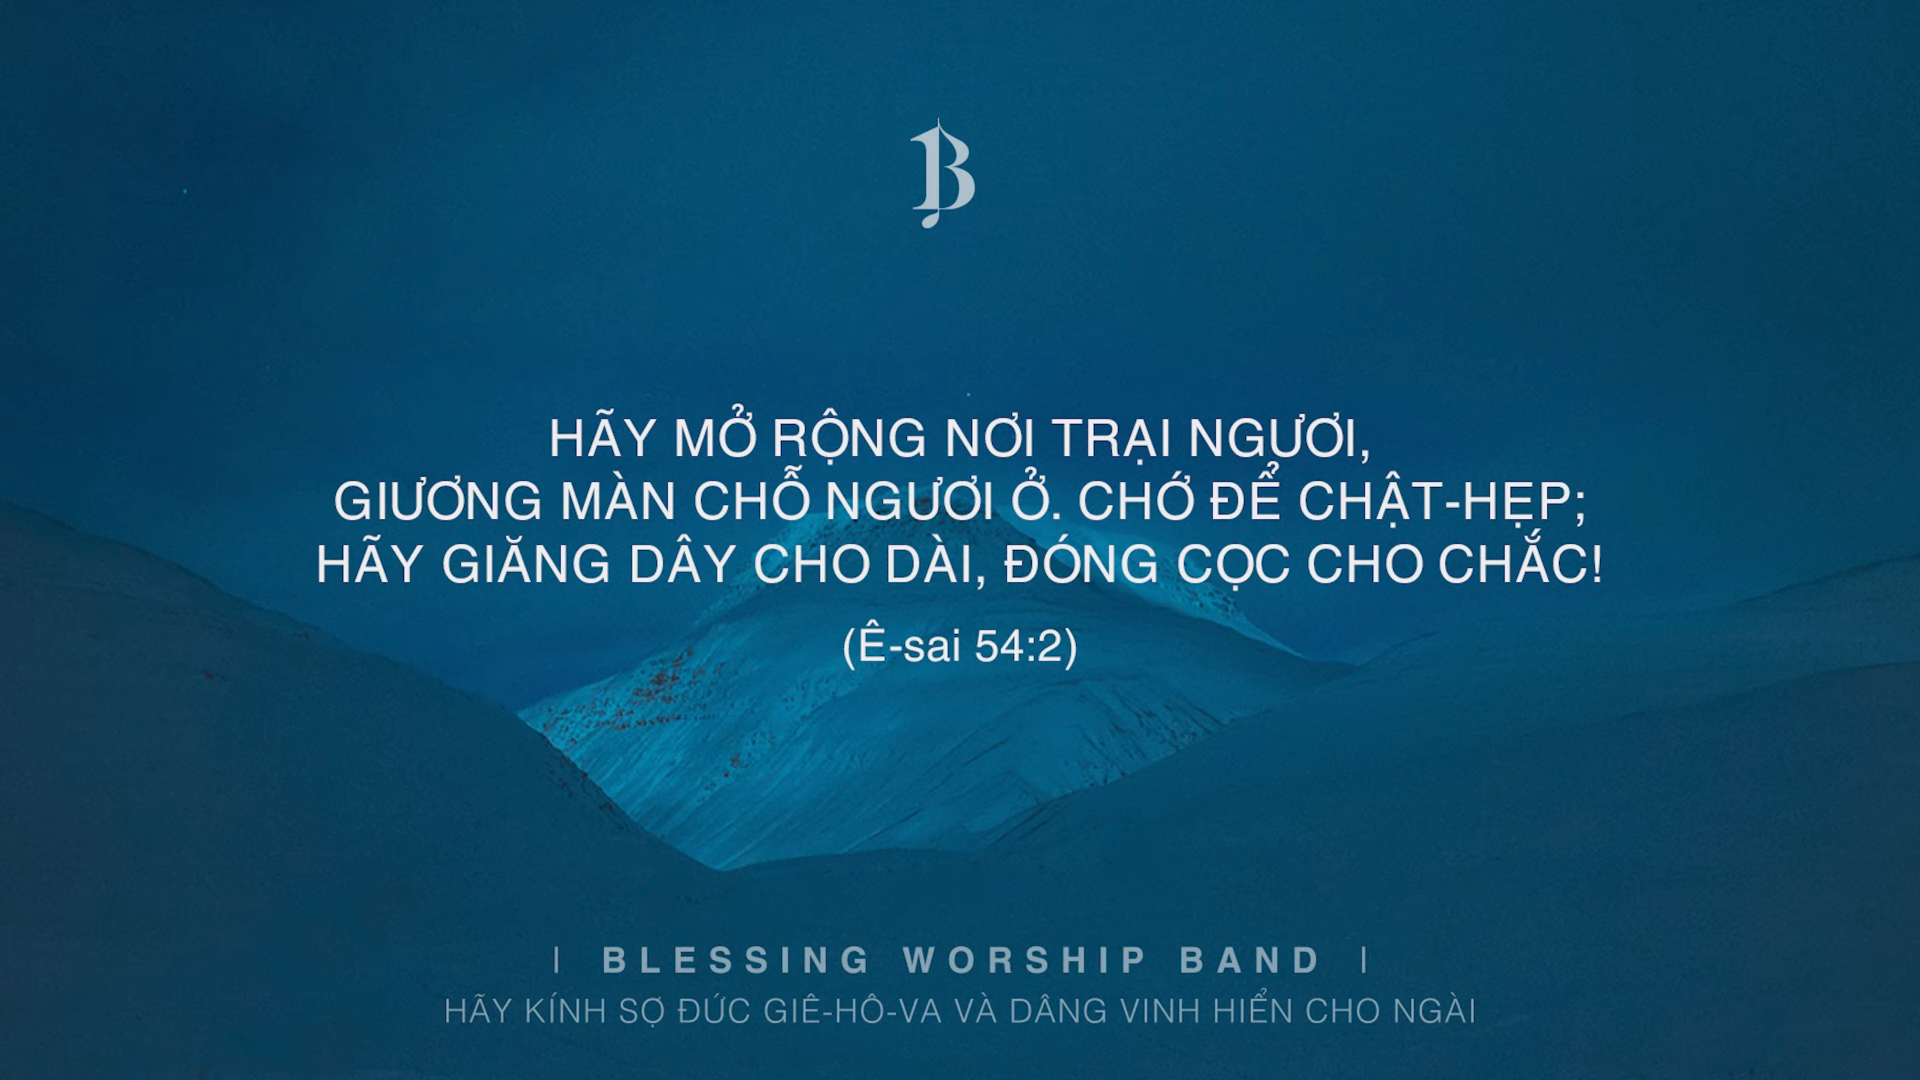 B
HÃY MỞ RỘNG NƠI TRẠI NGƯƠI,
GIƯƠNG MÀN CHỖ NGƯƠI Ở. CHỚ ĐỂ CHẬT-HẸP;
HÃY GIĂNG DÂY CHO DÀI, ĐÓNG CỌC CHO CHẮC!
(Ê-sai 54:2)
| BLESSING WORSHIP BAND |
HÃY KÍNH SỢ ĐỨC GIÊ-HÔ-VA VÀ DÂNG VINH HIỂN CHO NGÀI